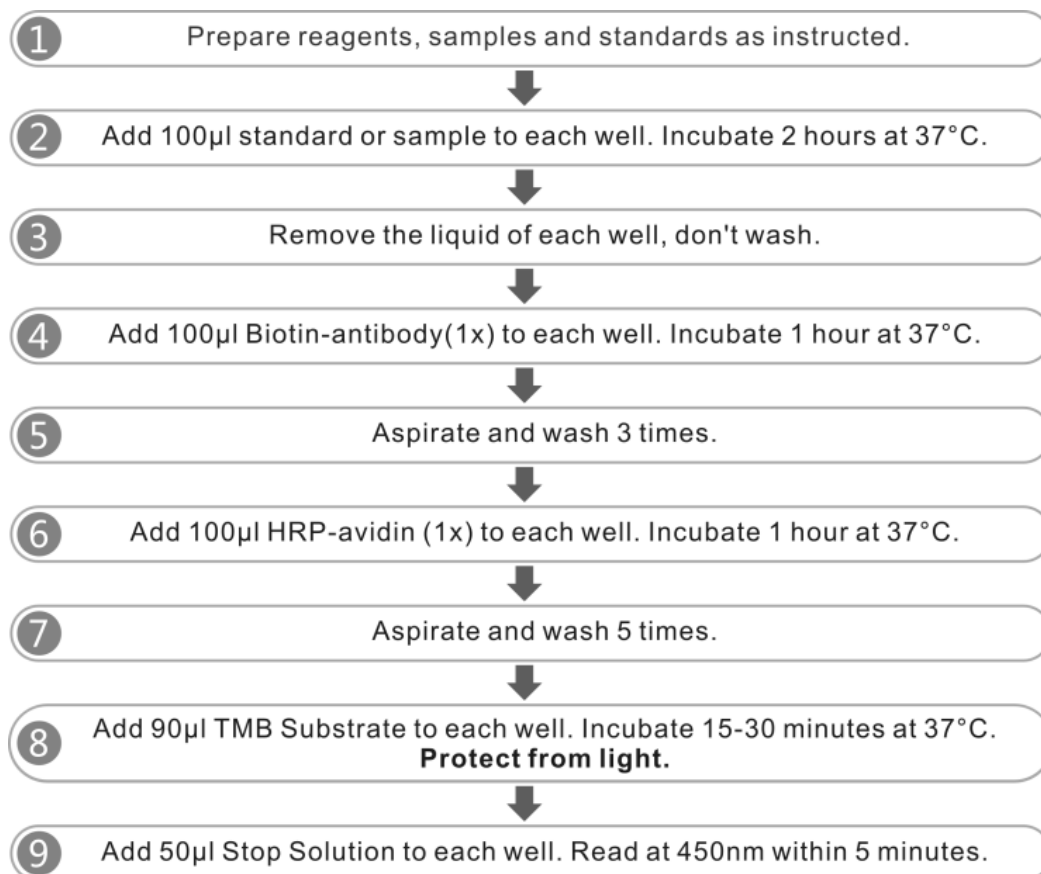 1 Prepare reagents, samples and standards as instructed.
2 Add 100μl standard or sample to each well. Incubate 2 hours at 37°C.
3 Remove the liquid of each well, don't wash.
4 Add 100μl Biotin-antibody(1x) to each well. Incubate 1 hour at 37°C.
5 Aspirate and wash 3 times.
6 Add 100μl HRP-avidin (1x) to each well. Incubate 1 hour at 37°C.
7 Aspirate and wash 5 times.
8 Add 90μl TMB Substrate to each well. Incubate 15-30 minutes at 37°C.
Protect from light.
9 Add 50μl Stop Solution to each well. Read at 450nm within 5 minutes.